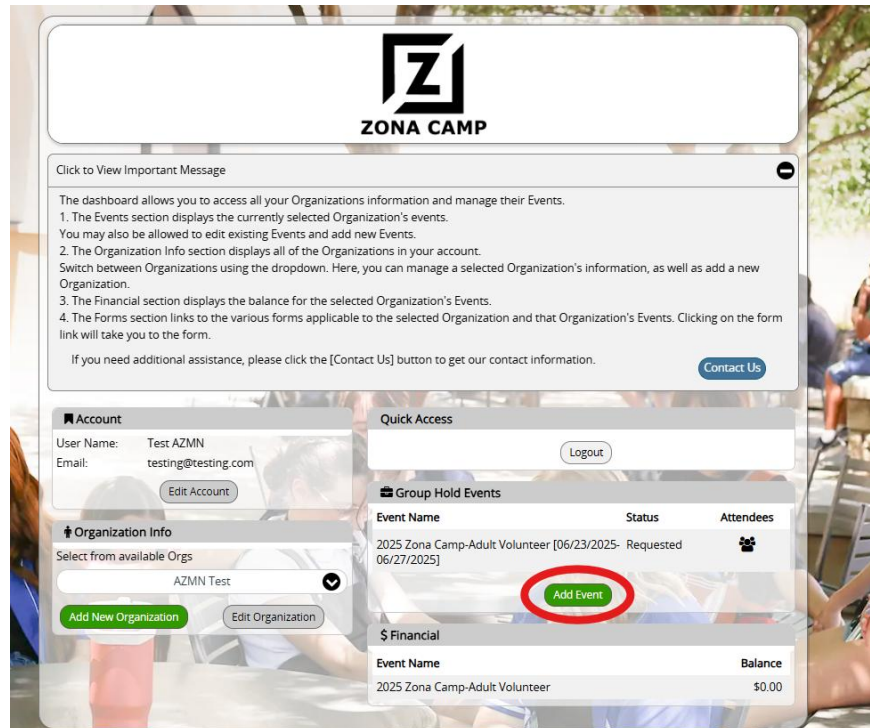 Z
ZONA CAMP
Click to View Important Message
The dashboard allows you to access all your Organizations information and manage their Events.
1. The Events section displays the currently selected Organization's events.
You may also be allowed to edit existing Events and add new Events.
2. The Organization Info section displays all of the Organizations in your account.
Switch between Organizations using the dropdown. Here, you can manage a selected Organization's information, as well as add a new
Organization.
3. The Financial section displays the balance for the selected Organization's Events.
4. The Forms section links to the various forms applicable to the selected Organization and that Organization's Events. Clicking on the form
link will take you to the form.
If you need additional assistance, please click the [Contact Us] button to get our contact information.
Contact Us
Account
User Name: Test AZMN
Email: testing@testing.com
Edit Account
Organization Info
Select from available Orgs
AZMN Test
Add New Organization Edit Organization
Quick Access
Logout
Group Hold Events
Event Name Status Attendees
2025 Zona Camp-Adult Volunteer [06/23/2025- Requested
06/27/2025]
Add Event
$ Financial
Event Name Balance
2025 Zona Camp-Adult Volunteer $0.00